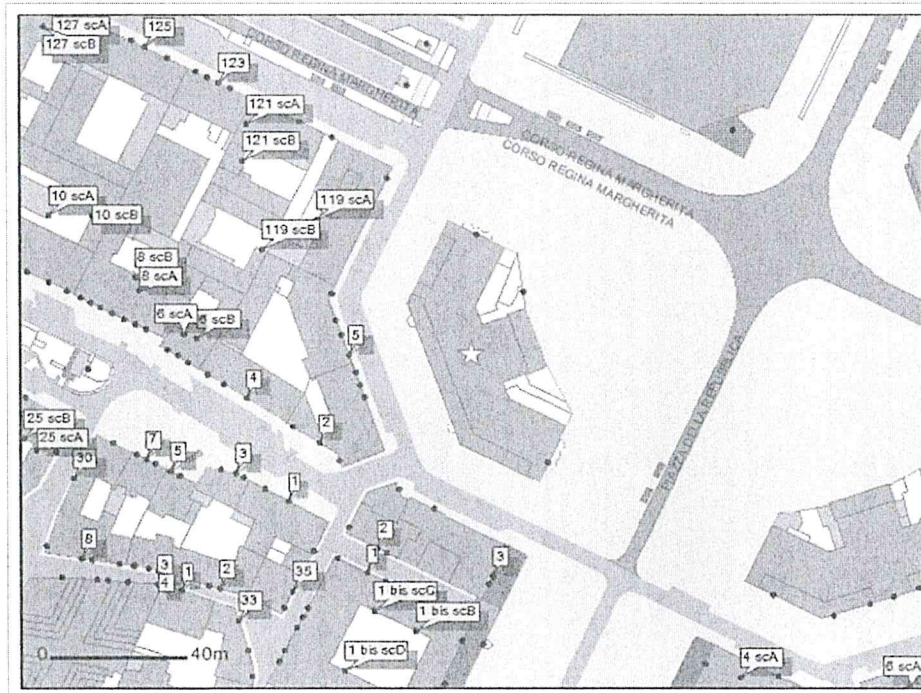 127 scA
125
127 scB
CORSO REGINA MARGHERITA
123
121 scA
121 scB
CORSO REGINA MARGHERITA
CORSO REGINA MARGHERITA
10 scA
10 scB
119 scA
119 scB
8 scB
8 scA
6 scA
6 scB
5
4
2
PIAZZA DELLA REPUBBLICA
25 scB
25 scA
30
7
5
3
1
8
3
4
1
2
33
35
2
1
3
1 bis scC
1 bis scB
1 bis scD
0 40m
4 scA
6 scA